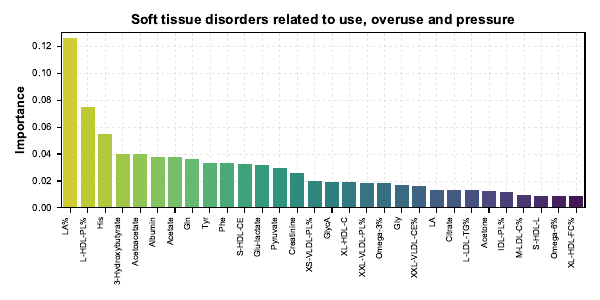 Soft tissue disorders related to use, overuse and pressure
Importance
0.12
0.10
0.08
0.06
0.04
0.02
0.00
LA%
L-HDL-PL%
His
3-Hydroxybutyrate
Acetoacetate
Albumin
Acetate
Gln
Tyr
Phe
S-HDL-CE
Glu-lactate
Pyruvate
Creatinine
XS-VLDL-PL%
GlycA
XL-HDL-C
XXL-VLDL-PL%
Omega-3%
Gly
XXL-VLDL-CE%
LA
Citrate
L-LDL-TG%
Acetone
IDL-PL%
M-LDL-C%
S-HDL-L
Omega-6%
XL-HDL-FC%